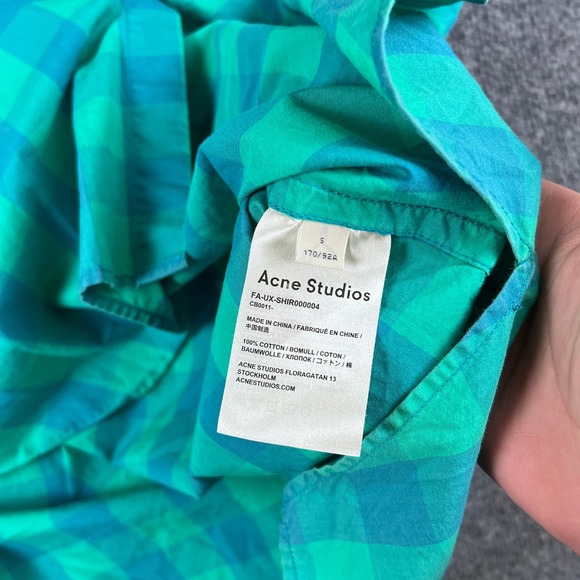 S
170/92A
Acne Studios
FA-UX-SHIR000004
CB0011-
MADE IN CHINA / FABRIQUÉ EN CHINE /
中国制造
100% COTTON / BOMULL / COTON /
BAUMWOLLE / ХЛОПОК / コットン / 棉
ACNE STUDIOS FLORAGATAN 13
STOCKHOLM
ACNESTUDIOS.COM